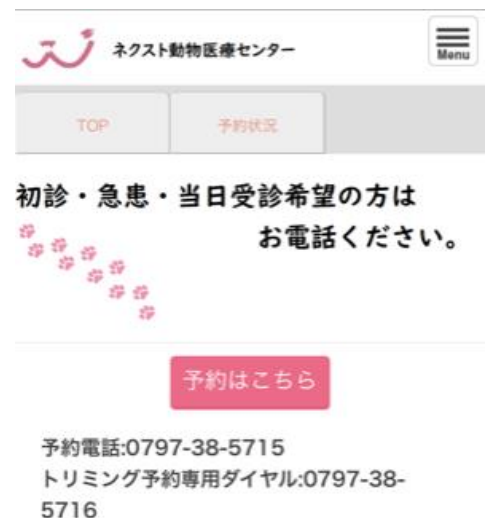 ネクスト動物医療センター
Menu
TOP
予約状況
初診・急患・当日受診希望の方は
お電話ください。
予約はこちら
予約電話:0797-38-5715
トリミング予約専用ダイヤル:0797-38-
5716